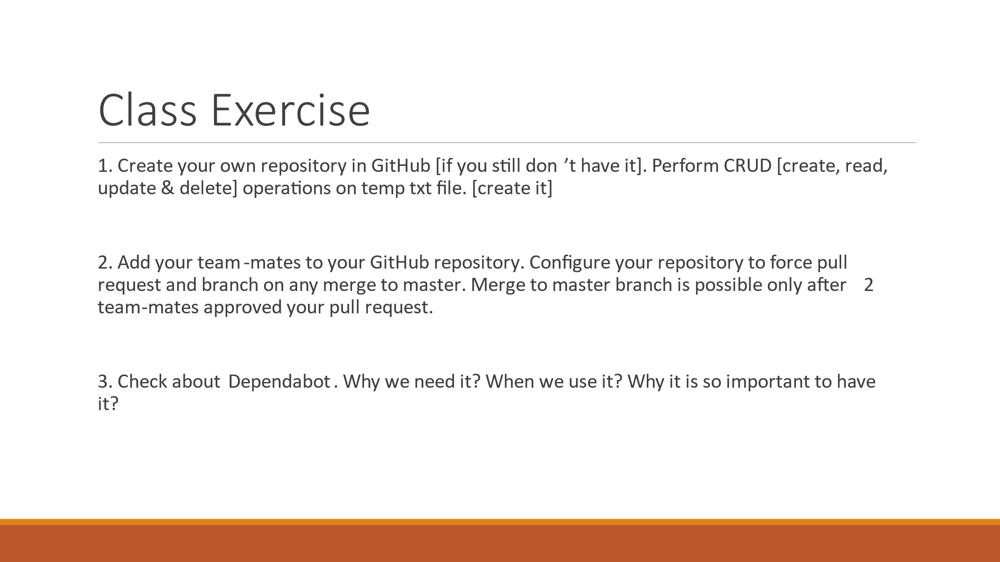 Class Exercise
1. Create your own repository in GitHub [if you still don ’t have it]. Perform CRUD [create, read,
update & delete] operations on temp txt file. [create it]
2. Add your team -mates to your GitHub repository. Configure your repository to force pull
request and branch on any merge to master. Merge to master branch is possible only after 2
team-mates approved your pull request.
3. Check about Dependabot . Why we need it? When we use it? Why it is so important to have
it?